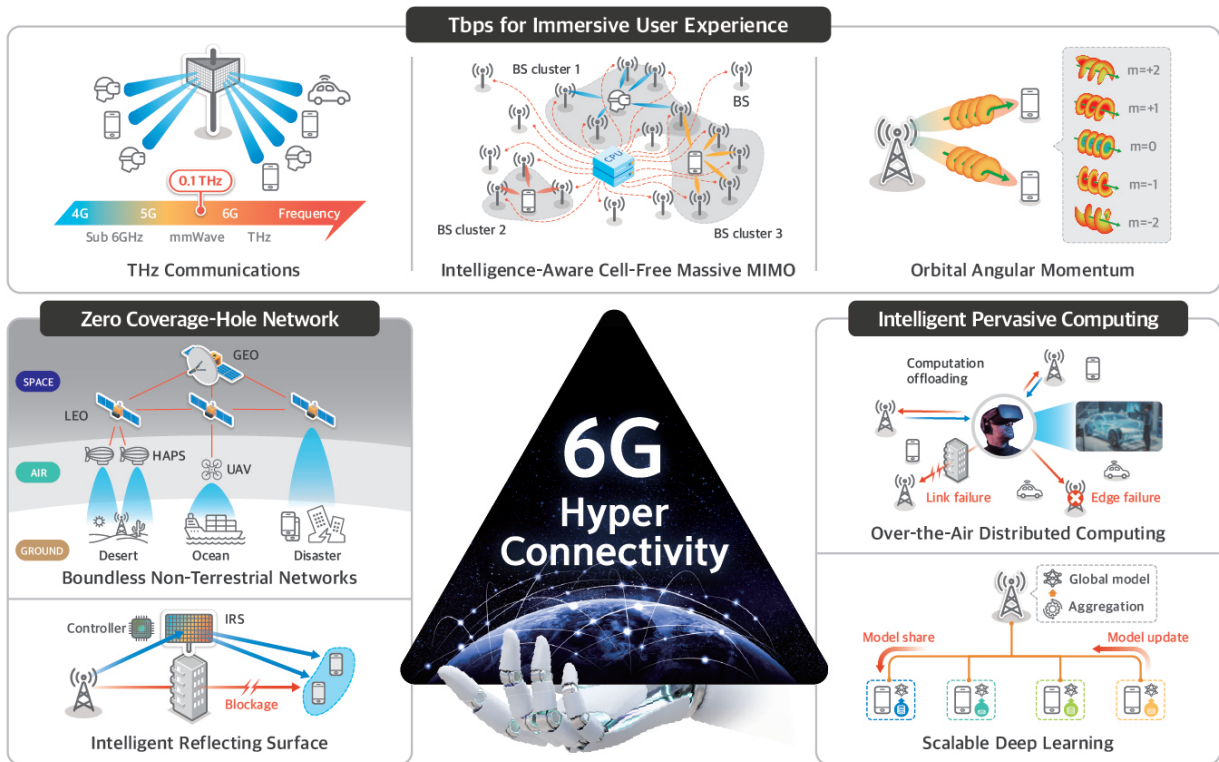 Tbps for Immersive User Experience
0.1 THz
4G
5G
6G
Frequency
Sub 6GHz
mmWave
THz
THz Communications
BS cluster 1
BS
CPU
BS cluster 2
BS cluster 3
Intelligence-Aware Cell-Free Massive MIMO
m=+2
m=+1
m=0
m=-1
m=-2
Orbital Angular Momentum
Zero Coverage-Hole Network
GEO
SPACE
LEO
HAPS
AIR
UAV
GROUND
Desert
Ocean
Disaster
Boundless Non-Terrestrial Networks
Controller
IRS
Blockage
Intelligent Reflecting Surface
6G
Hyper
Connectivity
Intelligent Pervasive Computing
Computation
offloading
Link failure
Edge failure
Over-the-Air Distributed Computing
Global model
Aggregation
Model share
Model update
Scalable Deep Learning